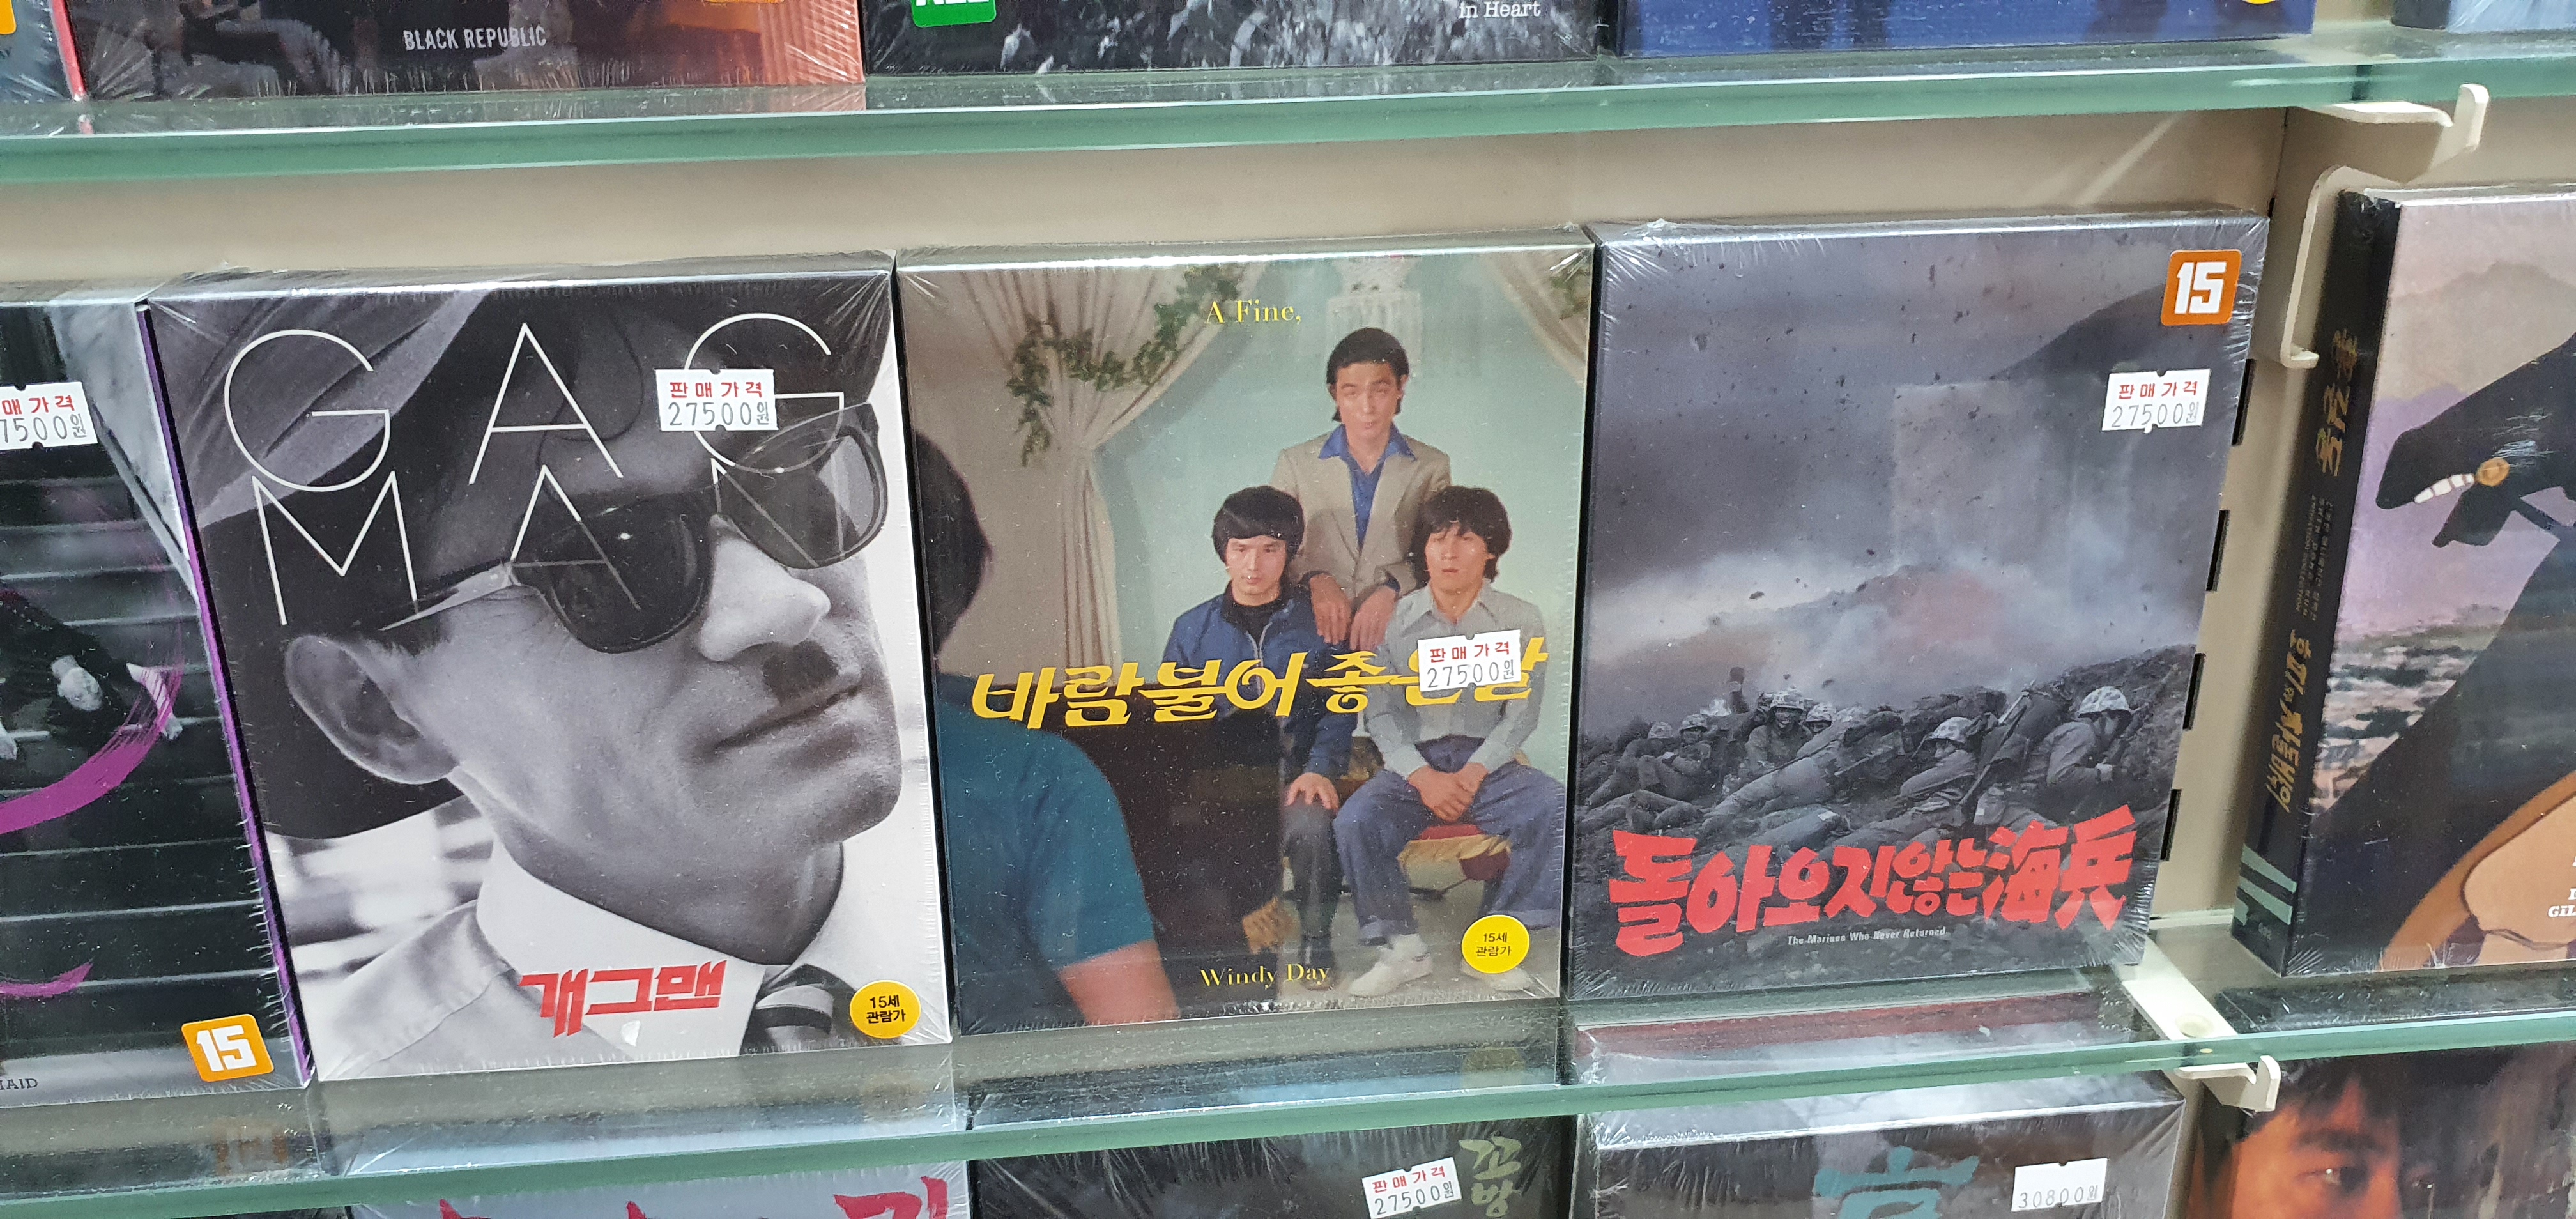 BLACK REPUBLIC
in Heart
매가격
7500원
15
MAID
GAG
MAN
판매가격
27500원
개그맨
15세
관람가
A Fine,
판매가격
27500원
바람불어좋은날
15세
관람가
Windy Day
15
판매가격
27500원
돌아오지않는海兵
The Marines Who Never Returned
GIL
판매가격
27500원
꼬방
30800원